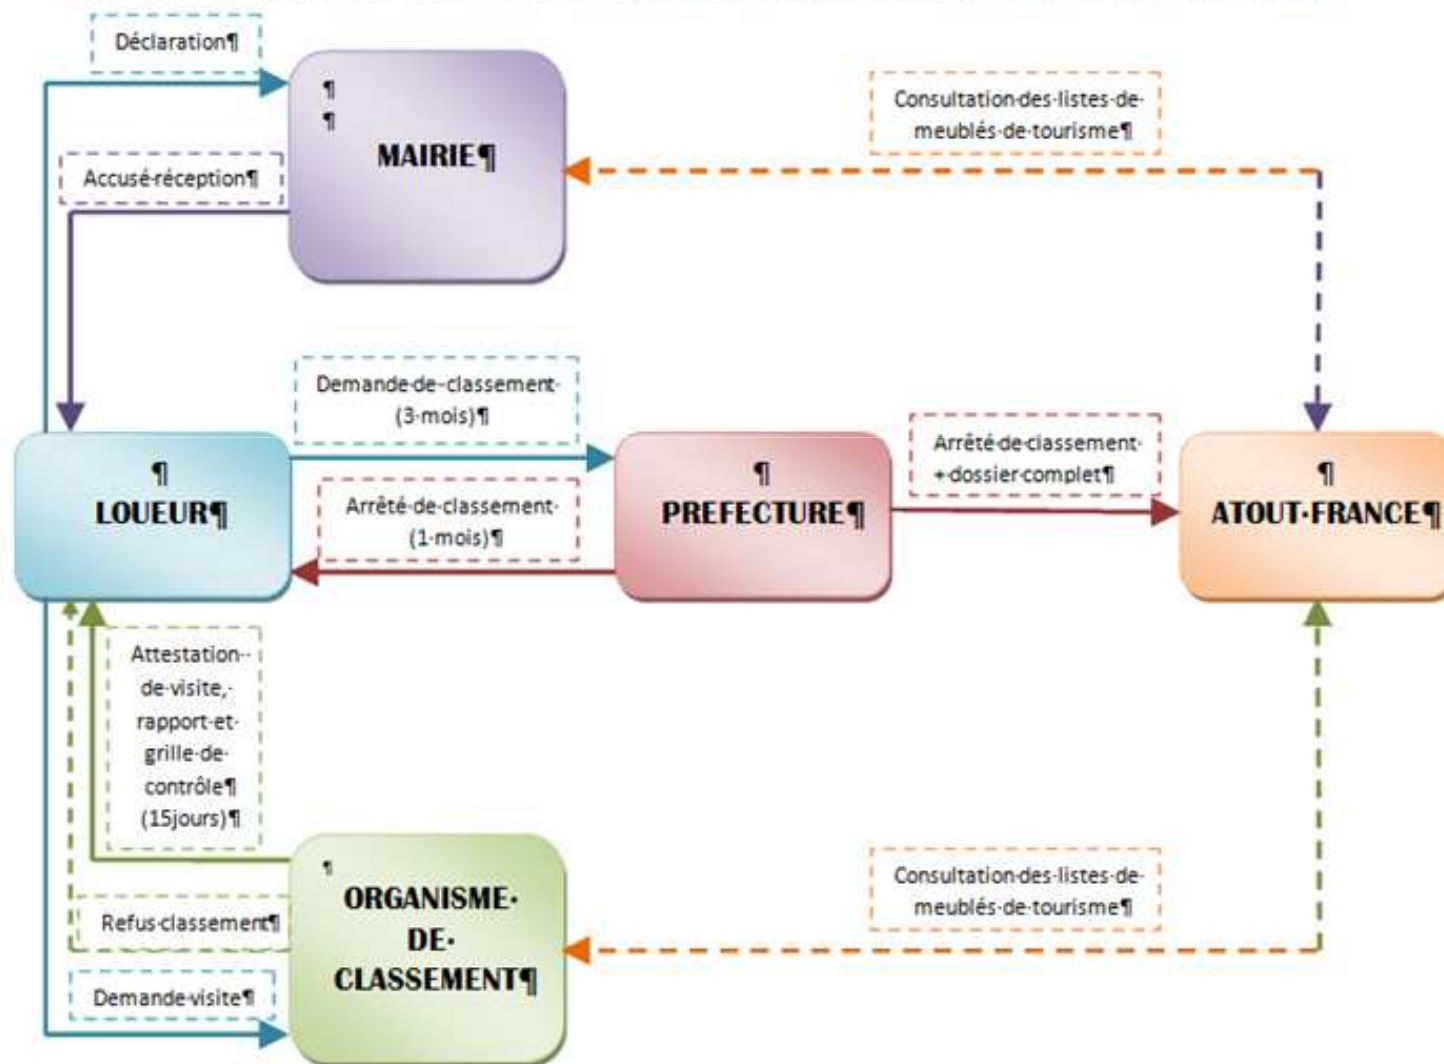 Déclaration¶
¶
¶
MAIRIE¶
Consultation·des·listes·de·
meublés·de·tourisme¶
Accusé·réception¶
Demande·de·classement·
(3·mois)¶
¶
LOUEUR¶
Arrêté·de·classement·
(1·mois)¶
¶
PREFECTURE¶
Arrêté·de·classement·
+·dossier·complet¶
¶
ATOUT·FRANCE¶
Attestation··
de·visite,·
rapport·et·
grille·de·
contrôle¶
(15jours)¶
¶
ORGANISME·
DE·
CLASSEMENT¶
Refus·classement¶
Demande·visite¶
Consultation·des·listes·de·
meublés·de·tourisme¶